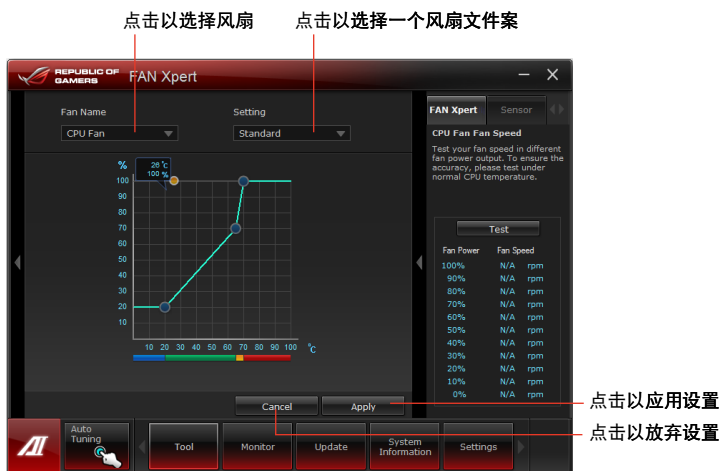 点击以选择风扇
点击以选择一个风扇文件案
REPUBLIC OF
GAMERS
FAN Xpert
Fan Name
Setting
CPU Fan
Standard
%
26 °c
100 %
100
90
80
70
60
50
40
30
20
10
10 20 30 40 50 60 70 80 90 100 °c
Cancel
Apply
FAN Xpert
Sensor
CPU Fan Fan Speed
Test your fan speed in different
fan power output. To ensure the
accuracy, please test under
normal CPU temperature.
Test
Fan Power Fan Speed
100% N/A rpm
90% N/A rpm
80% N/A rpm
70% N/A rpm
60% N/A rpm
50% N/A rpm
40% N/A rpm
30% N/A rpm
20% N/A rpm
10% N/A rpm
0% N/A rpm
点击以应用设置
点击以放弃设置
Auto
Tuning
Tool
Monitor
Update
System
Information
Settings